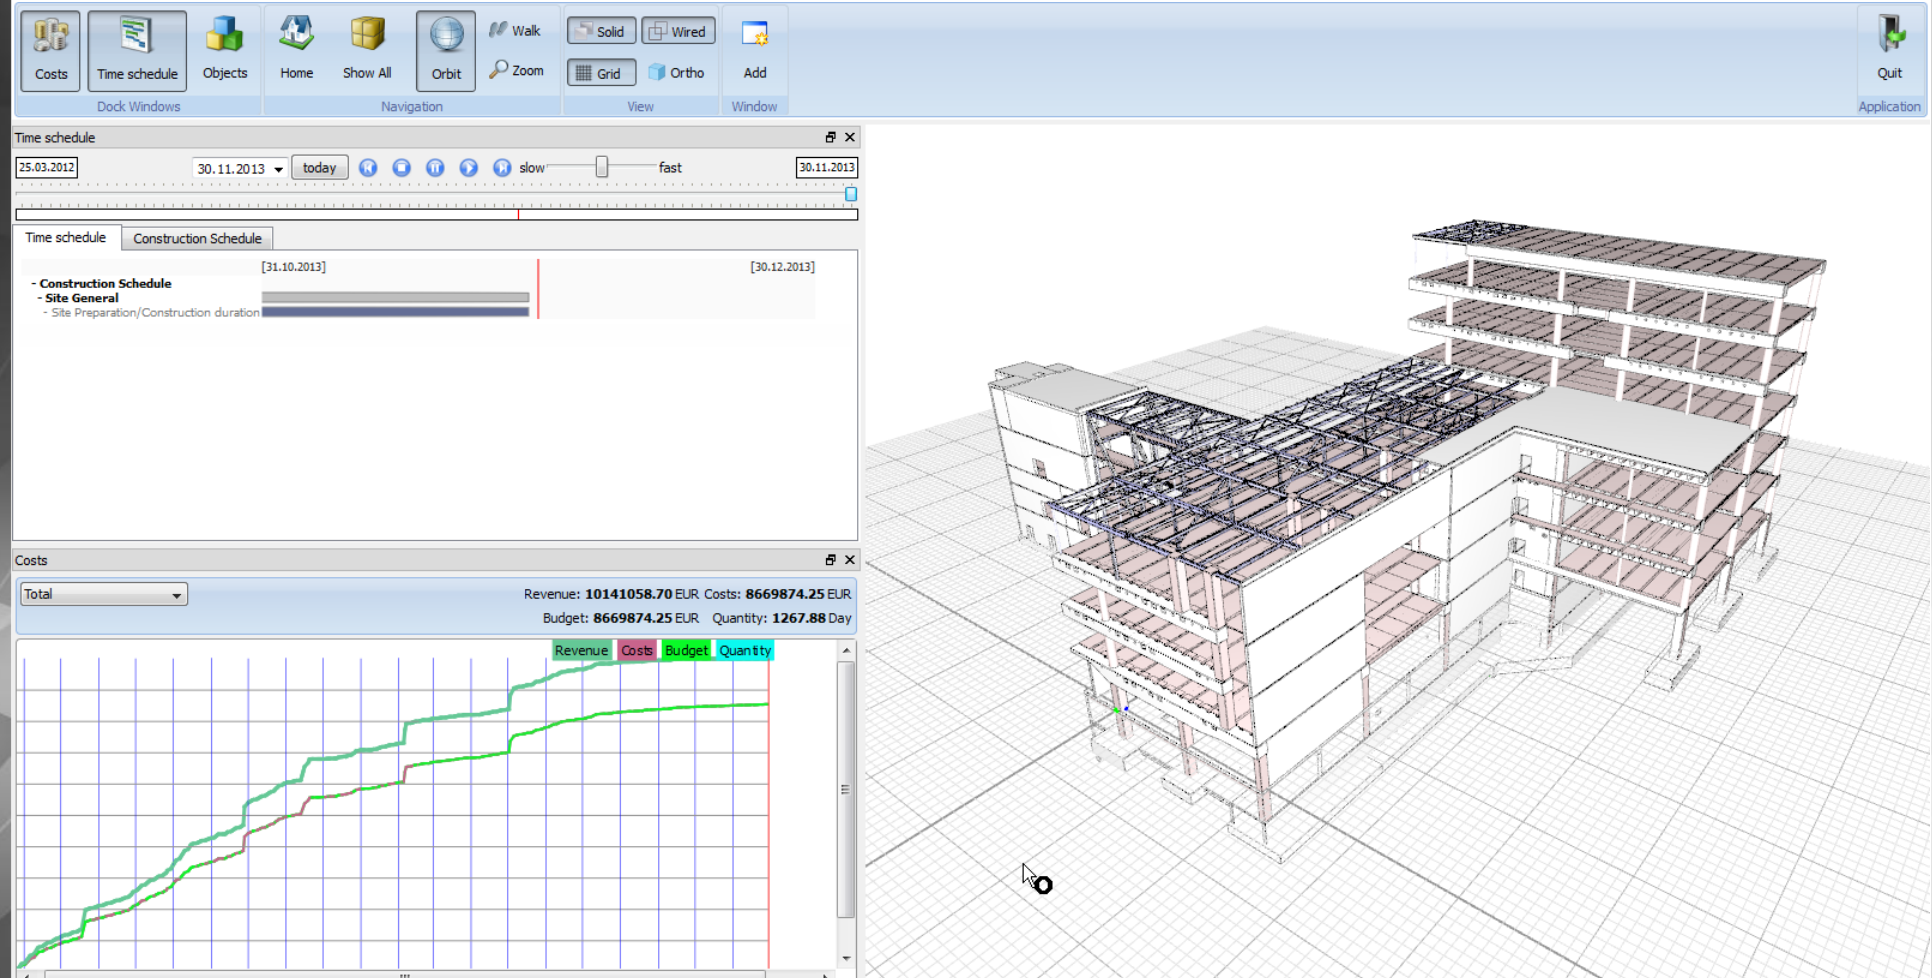 Costs
Time schedule
Objects
Dock Windows
Home
Show All
Orbit
Walk
Zoom
Navigation
Solid
Wired
Grid
Ortho
View
Add
Window
Quit
Application
Time schedule
25.03.2012
30.11.2013
today
slow
fast
30.11.2013
Time schedule
Construction Schedule
[31.10.2013]
[30.12.2013]
- Construction Schedule
- Site General
- Site Preparation/Construction duration
Costs
Total
Revenue: 10141058.70 EUR Costs: 8669874.25 EUR
Budget: 8669874.25 EUR Quantity: 1267.88 Day
Revenue
Costs
Budget
Quantity